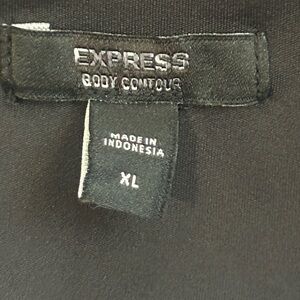 EXPRESS
BODY CONTOUR
MADE IN
INDONESIA
XL